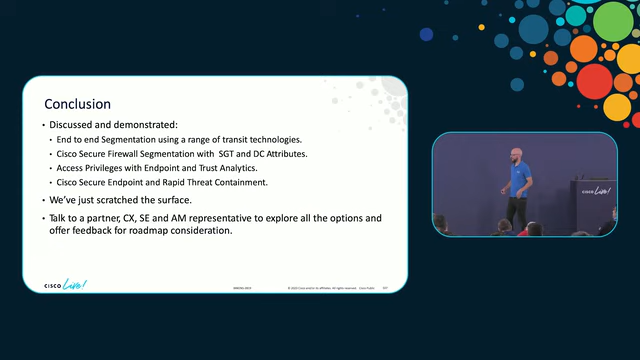 Conclusion
• Discussed and demonstrated:
• End to end Segmentation using a range of transit technologies.
• Cisco Secure Firewall Segmentation with SGT and DC Attributes.
• Access Privileges with Endpoint and Trust Analytics.
• Cisco Secure Endpoint and Rapid Threat Containment.
• We've just scratched the surface.
• Talk to a partner, CX, SE and AM representative to explore all the options and
offer feedback for roadmap consideration.
CISCO Live!
CISCO Live!